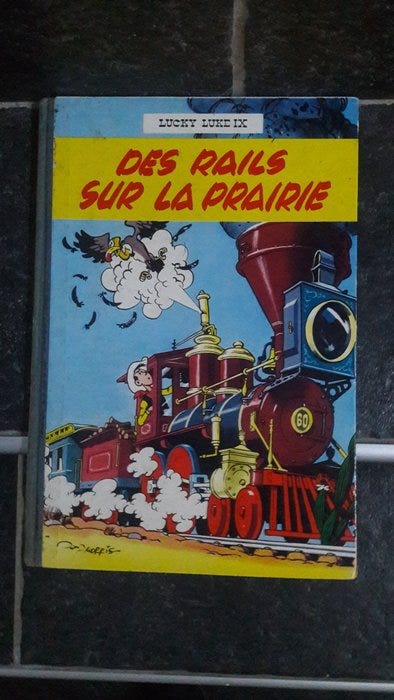 LUCKY LUKE IX
DES RAILS
SUR LA PRAIRIE
60
MORRIS